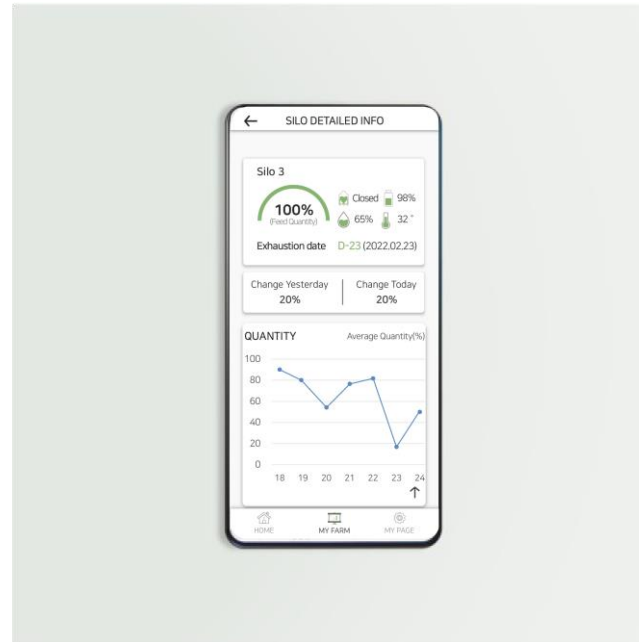 SILO DETAILED INFO
Silo 3
100%
(Feed Quantity)
Closed 98%
65% 32˚
Exhaustion date D-23 (2022.02.23)
Change Yesterday
20%
Change Today
20%
QUANTITY Average Quantity(%)
100
80
60
40
20
0
18 19 20 21 22 23 24
HOME MY FARM MY PAGE